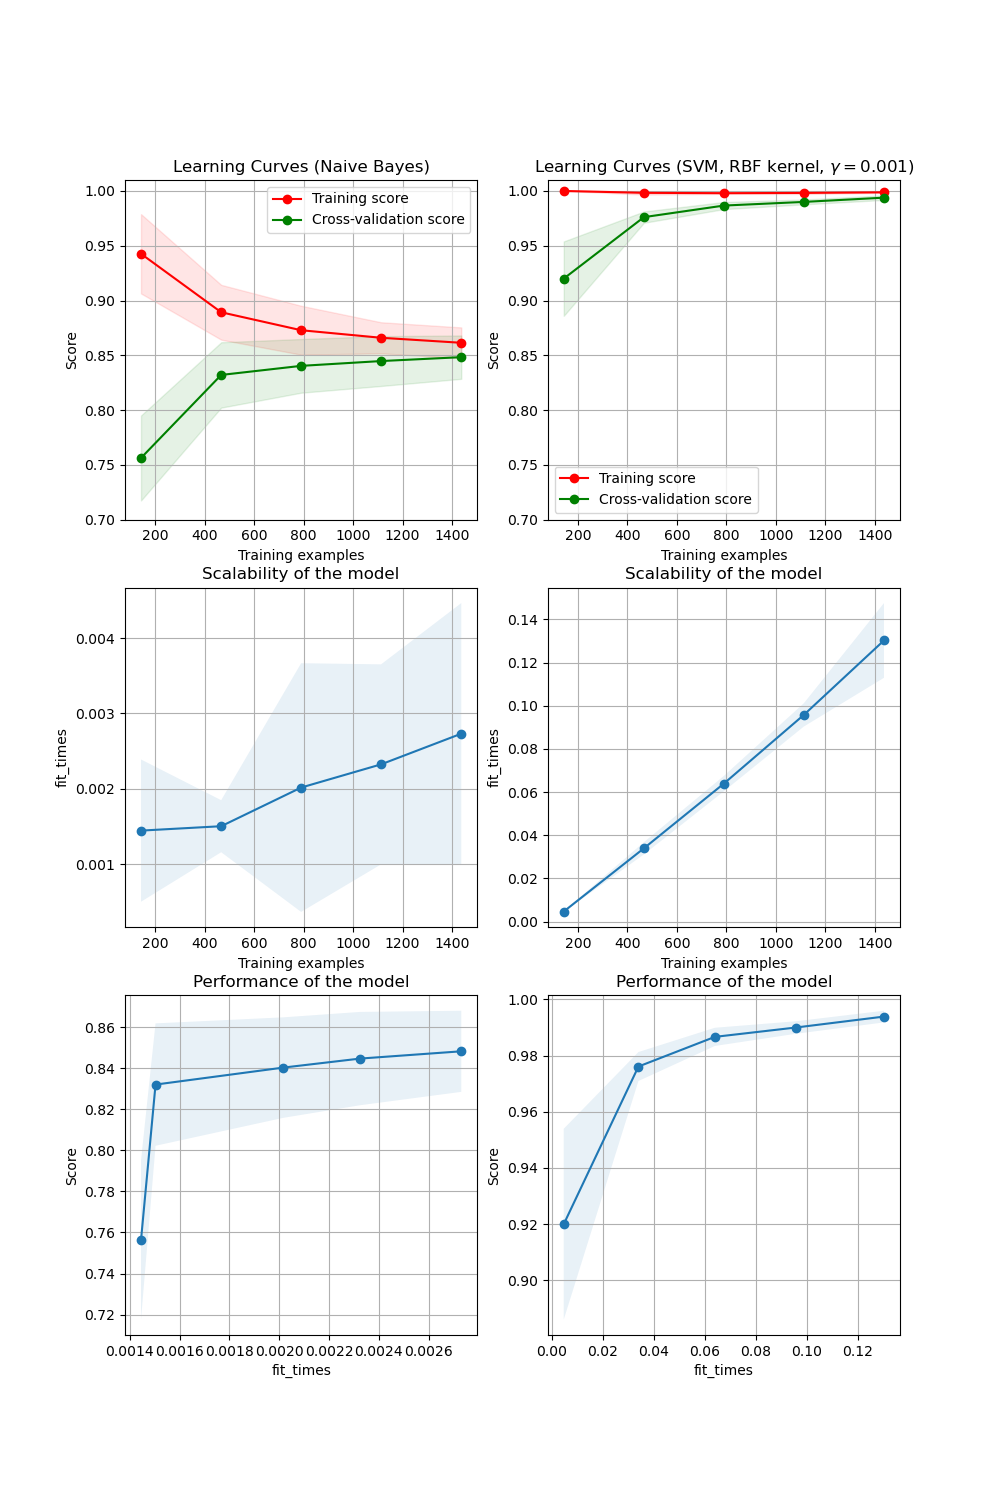 Learning Curves (Naive Bayes)
1.00
0.95
0.90
0.85
0.80
0.75
0.70
Score
Training score
Cross-validation score
200 400 600 800 1000 1200 1400
Training examples
Learning Curves (SVM, RBF kernel, γ = 0.001)
1.00
0.95
0.90
0.85
0.80
0.75
0.70
Score
Training score
Cross-validation score
200 400 600 800 1000 1200 1400
Training examples
Scalability of the model
0.004
0.003
0.002
0.001
fit_times
200 400 600 800 1000 1200 1400
Training examples
Scalability of the model
0.14
0.12
0.10
0.08
0.06
0.04
0.02
0.00
fit_times
200 400 600 800 1000 1200 1400
Training examples
Performance of the model
0.86
0.84
0.82
0.80
0.78
0.76
0.74
0.72
Score
0.0014 0.0016 0.0018 0.0020 0.0022 0.0024 0.0026
fit_times
Performance of the model
1.00
0.98
0.96
0.94
0.92
0.90
Score
0.00 0.02 0.04 0.06 0.08 0.10 0.12
fit_times